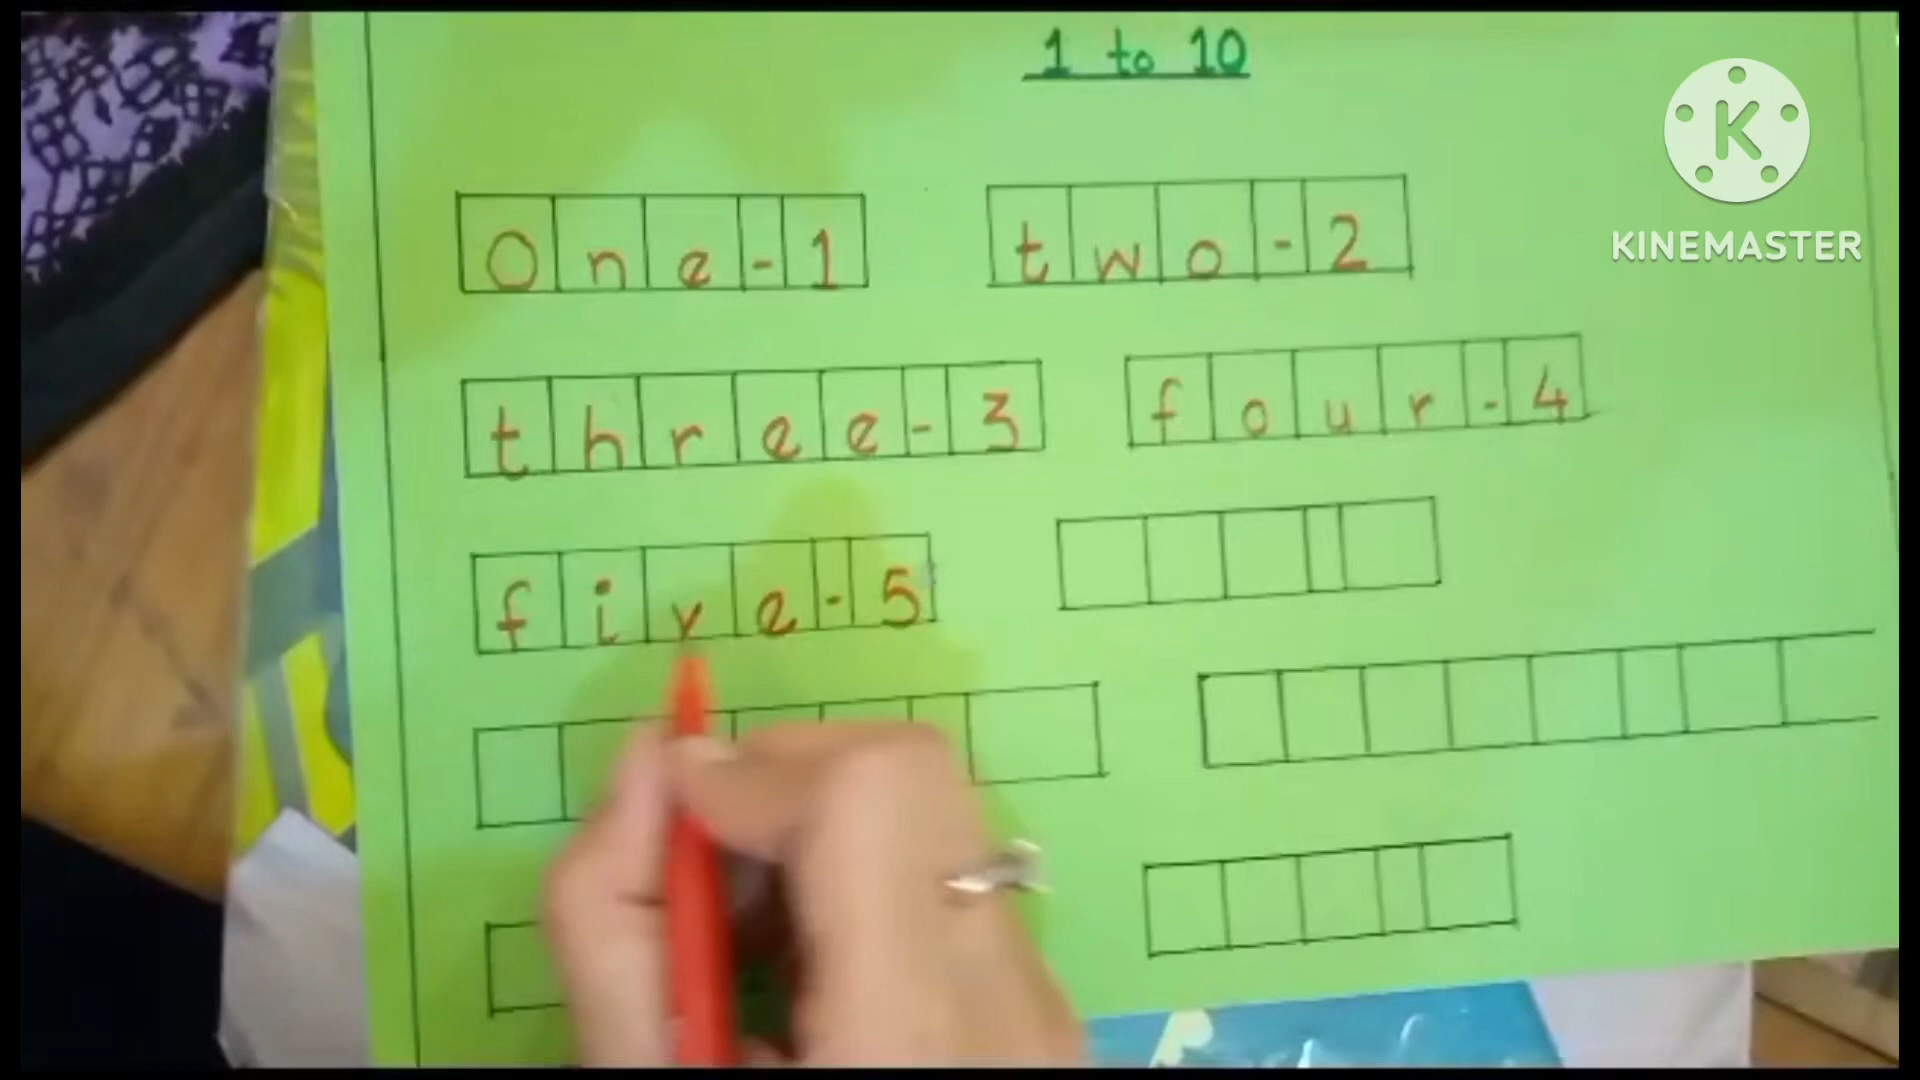 1 to 10
K
KINEMASTER
One-1
two-2
three-3
four-4
five-5